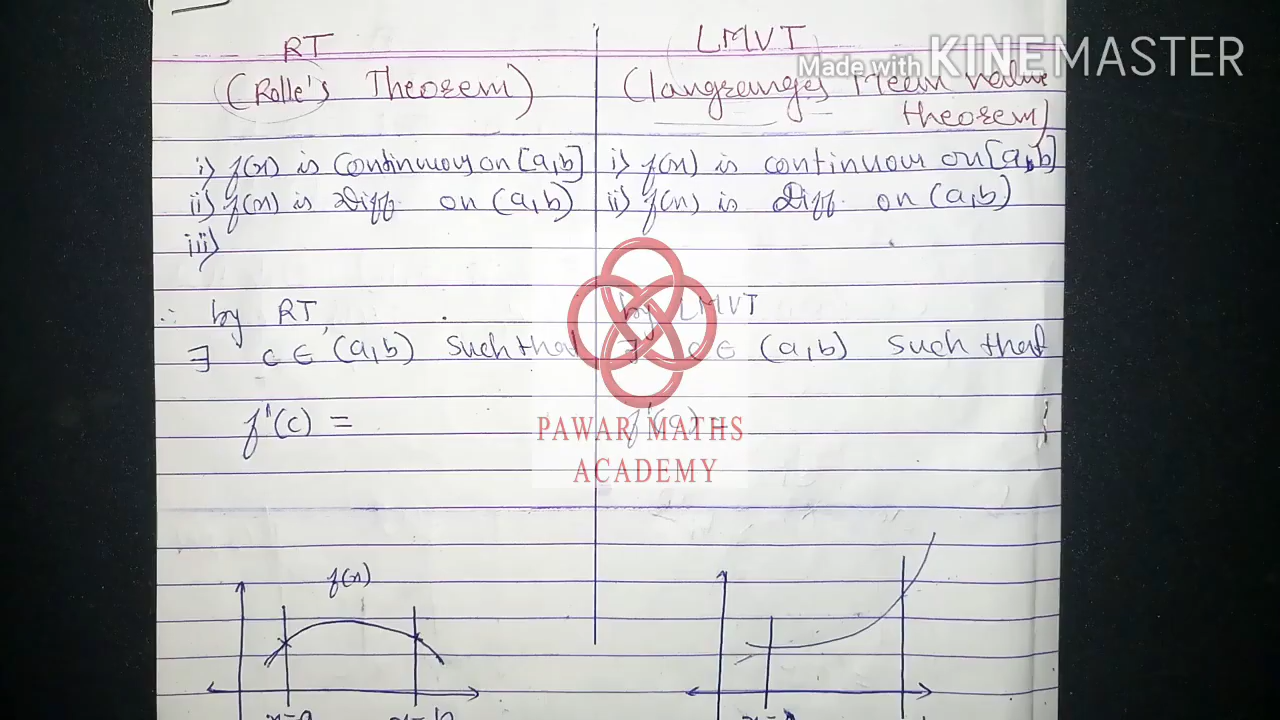 RT
(Rolle's Theorem)
i) f(x) is continuous on [a,b]
ii) f(x) is Diff. on (a,b)
iii)
∴ by RT,
∃ c ∈ (a,b) such that
f'(c) =
f(x)
x=a x=b
LMVT
(Langranges Mean value
theorem)
i) f(x) is continuous on [a,b]
ii) f(x) is Diff. on (a,b)
by LMVT
∃ c ∈ (a,b) such that
f'(c) =
Made with KINEMASTER
PAWAR MATHS
ACADEMY